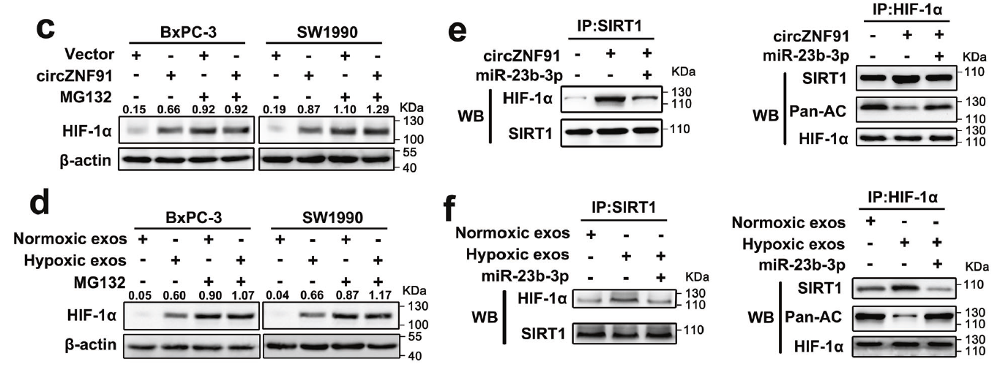 c
BxPC-3 SW1990
Vector + - + - + - + -
circZNF91 - + - + - + - +
MG132 - - + + - - + +
0.15 0.66 0.92 0.92 0.19 0.87 1.10 1.29 KDa
HIF-1α 130
100
β-actin 55
40
d
BxPC-3 SW1990
Normoxic exos + - + - + - + -
Hypoxic exos - + - + - + - +
MG132 - - + + - - + +
0.05 0.60 0.90 1.07 0.04 0.66 0.87 1.17 KDa
HIF-1α 130
100
β-actin 55
40
e
IP:SIRT1
circZNF91 - + +
miR-23b-3p - - + KDa
WB
HIF-1α 130
110
SIRT1 110
IP:HIF-1α
circZNF91 - + +
miR-23b-3p - - + KDa
WB
SIRT1 110
Pan-AC 130
110
HIF-1α 130
110
f
IP:SIRT1
Normoxic exos + - -
Hypoxic exos - + +
miR-23b-3p - - + KDa
WB
HIF-1α 130
110
SIRT1 110
IP:HIF-1α
Normoxic exos + - -
Hypoxic exos - + +
miR-23b-3p - - + KDa
WB
SIRT1 110
Pan-AC 130
110
HIF-1α 130
110